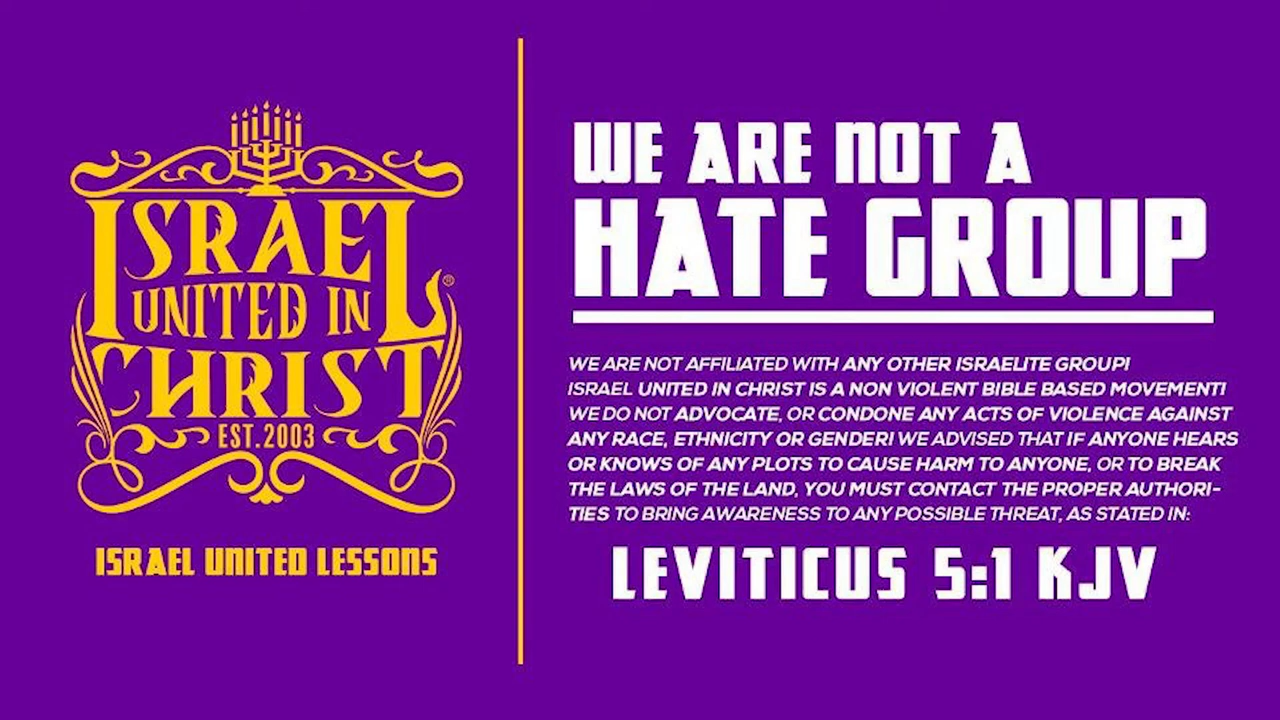 ISRAEL
UNITED IN
CHRIST
EST.2003
ISRAEL UNITED LESSONS
WE ARE NOT A
HATE GROUP
WE ARE NOT AFFILIATED WITH ANY OTHER ISRAELITE GROUP!
ISRAEL UNITED IN CHRIST IS A NON VIOLENT BIBLE BASED MOVEMENT!
WE DO NOT ADVOCATE, OR CONDONE ANY ACTS OF VIOLENCE AGAINST
ANY RACE, ETHNICITY OR GENDER! WE ADVISED THAT IF ANYONE HEARS
OR KNOWS OF ANY PLOTS TO CAUSE HARM TO ANYONE, OR TO BREAK
THE LAWS OF THE LAND, YOU MUST CONTACT THE PROPER AUTHORI-
TIES TO BRING AWARENESS TO ANY POSSIBLE THREAT, AS STATED IN:
LEVITICUS 5:1 KJV